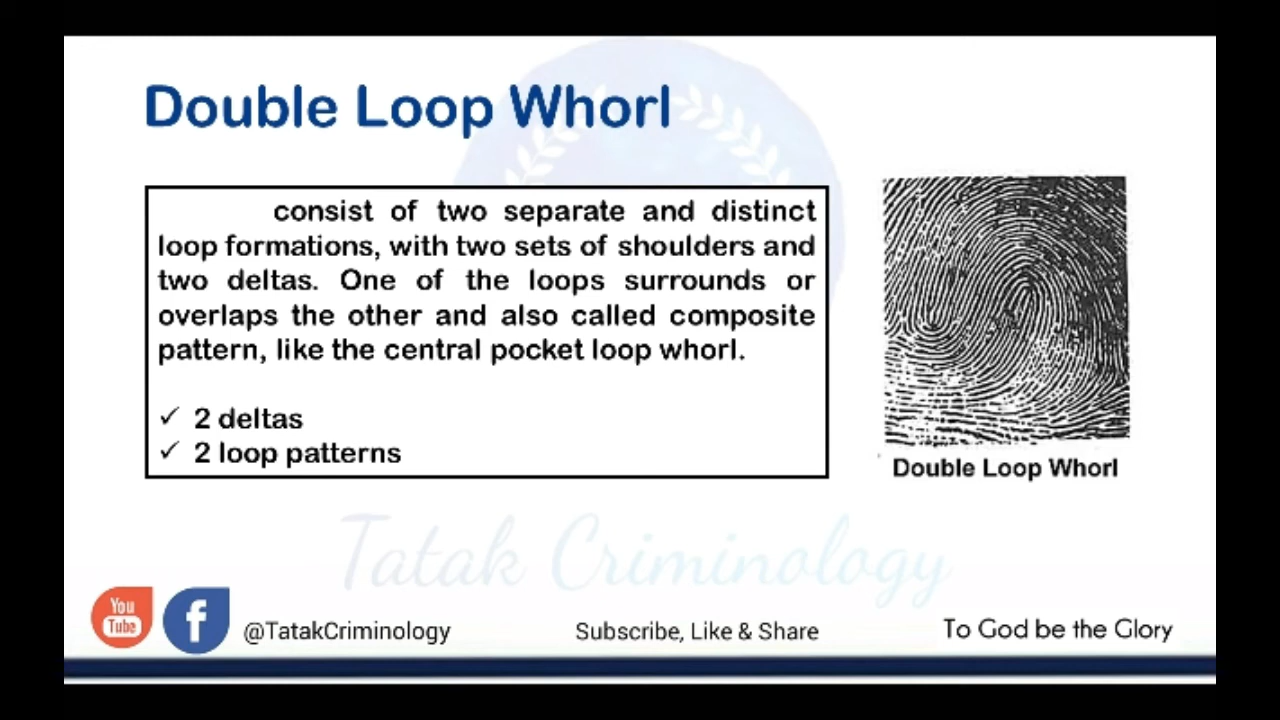 Double Loop Whorl
consist of two separate and distinct
loop formations, with two sets of shoulders and
two deltas. One of the loops surrounds or
overlaps the other and also called composite
pattern, like the central pocket loop whorl.
✓ 2 deltas
✓ 2 loop patterns
Double Loop Whorl
Tatak Criminology
You
Tube
f
@TatakCriminology
Subscribe, Like & Share
To God be the Glory